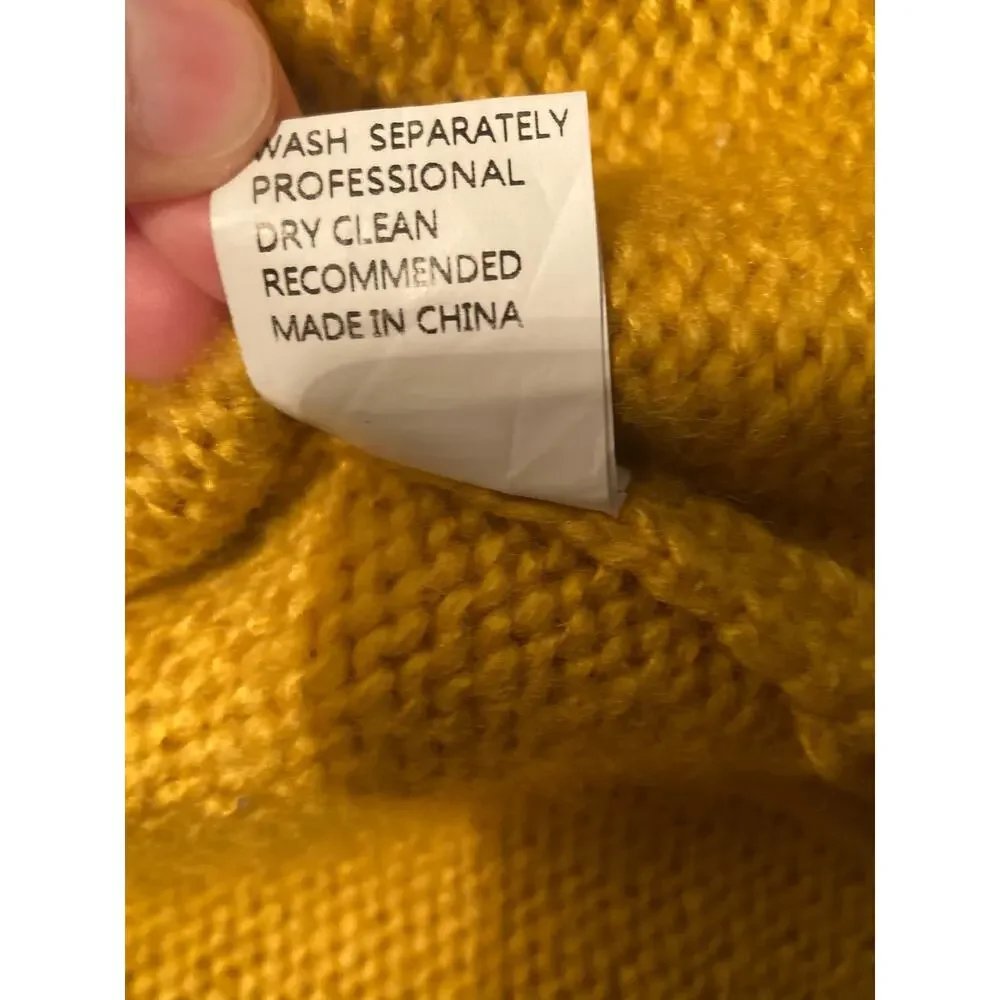 WASH SEPARATELY
PROFESSIONAL
DRY CLEAN
RECOMMENDED
MADE IN CHINA